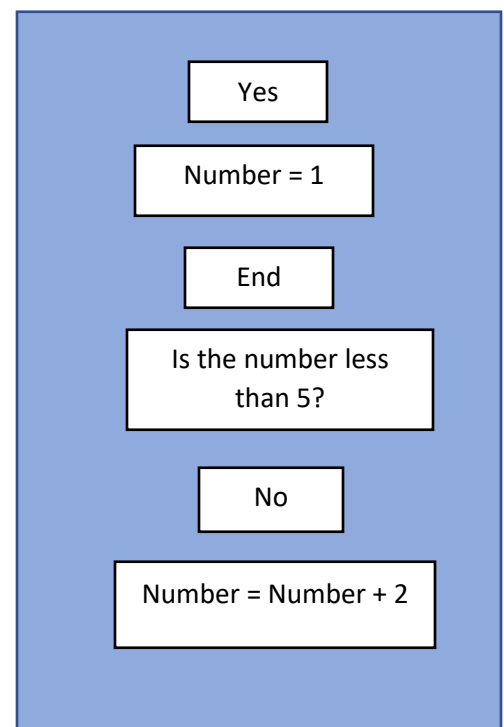 Yes
Number = 1
End
Is the number less
than 5?
No
Number = Number + 2